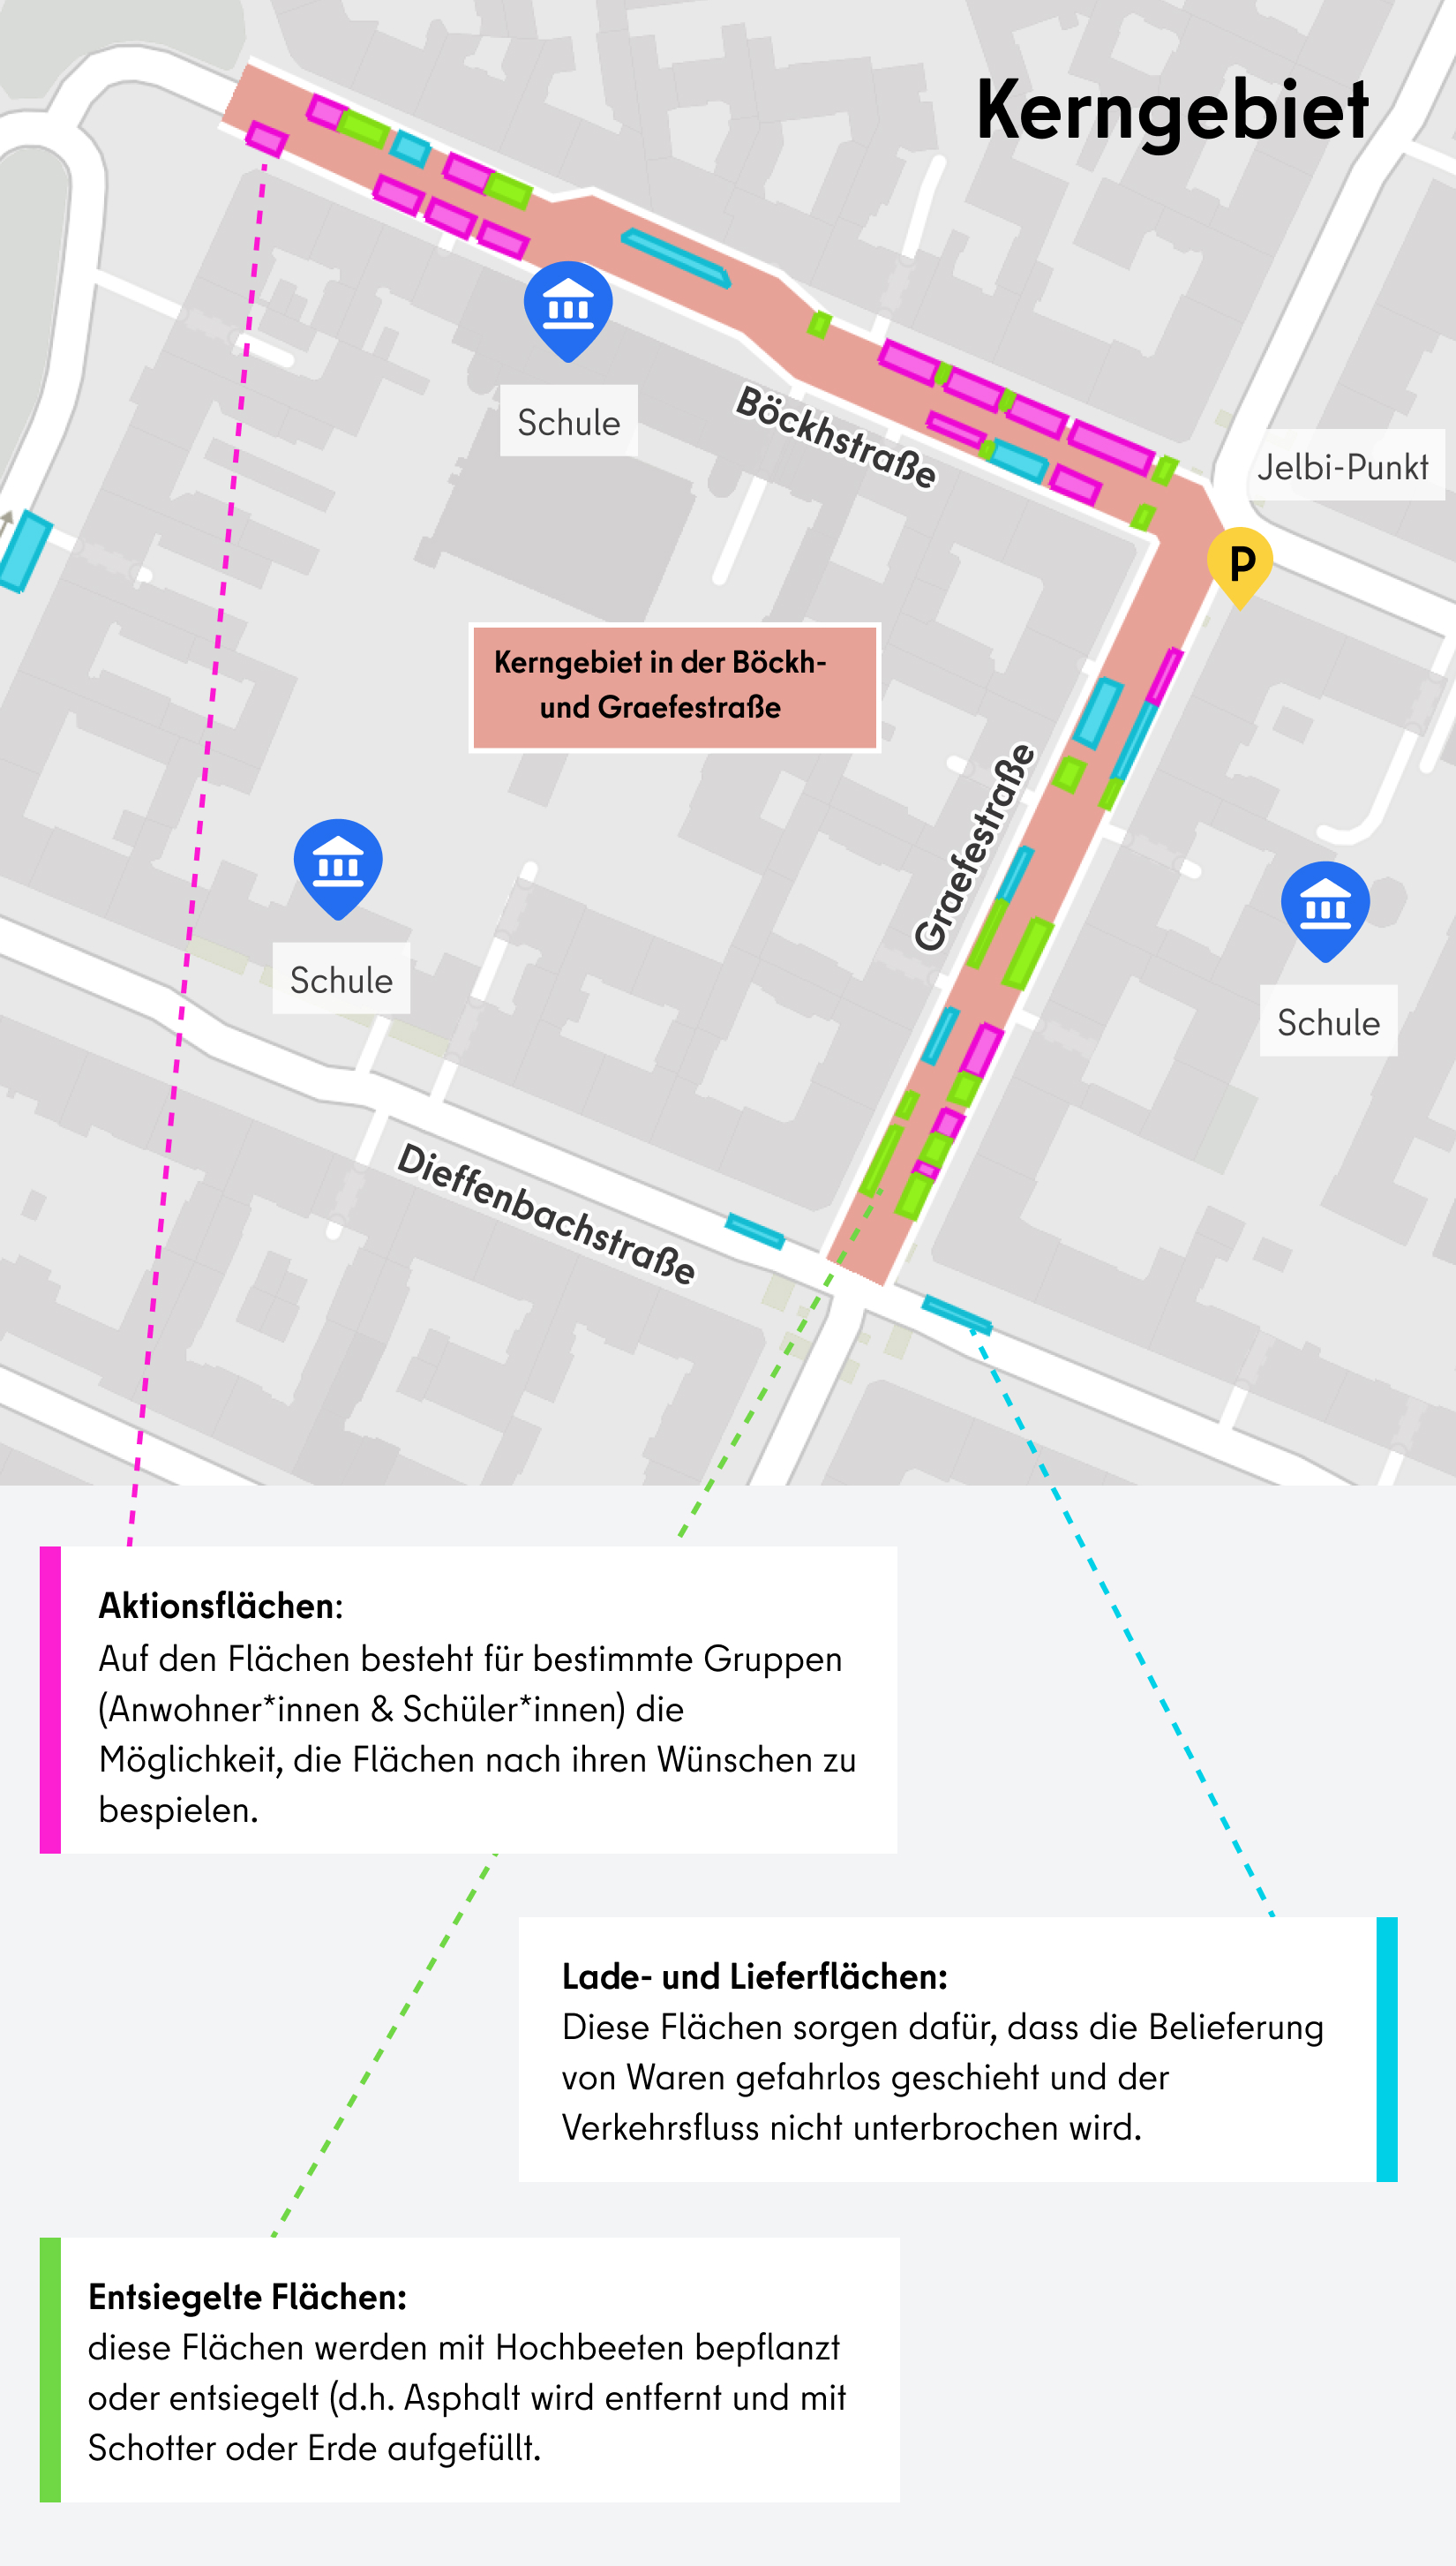 Kerngebiet
Schule
Böckhstraße
Jelbi-Punkt
P
Kerngebiet in der Böckh-
und Graefestraße
Graefestraße
Schule
Schule
Dieffenbachstraße
Aktionsflächen:
Auf den Flächen besteht für bestimmte Gruppen
(Anwohner*innen & Schüler*innen) die
Möglichkeit, die Flächen nach ihren Wünschen zu
bespielen.
Lade- und Lieferflächen:
Diese Flächen sorgen dafür, dass die Belieferung
von Waren gefahrlos geschieht und der
Verkehrsfluss nicht unterbrochen wird.
Entsiegelte Flächen:
diese Flächen werden mit Hochbeeten bepflanzt
oder entsiegelt (d.h. Asphalt wird entfernt und mit
Schotter oder Erde aufgefüllt.